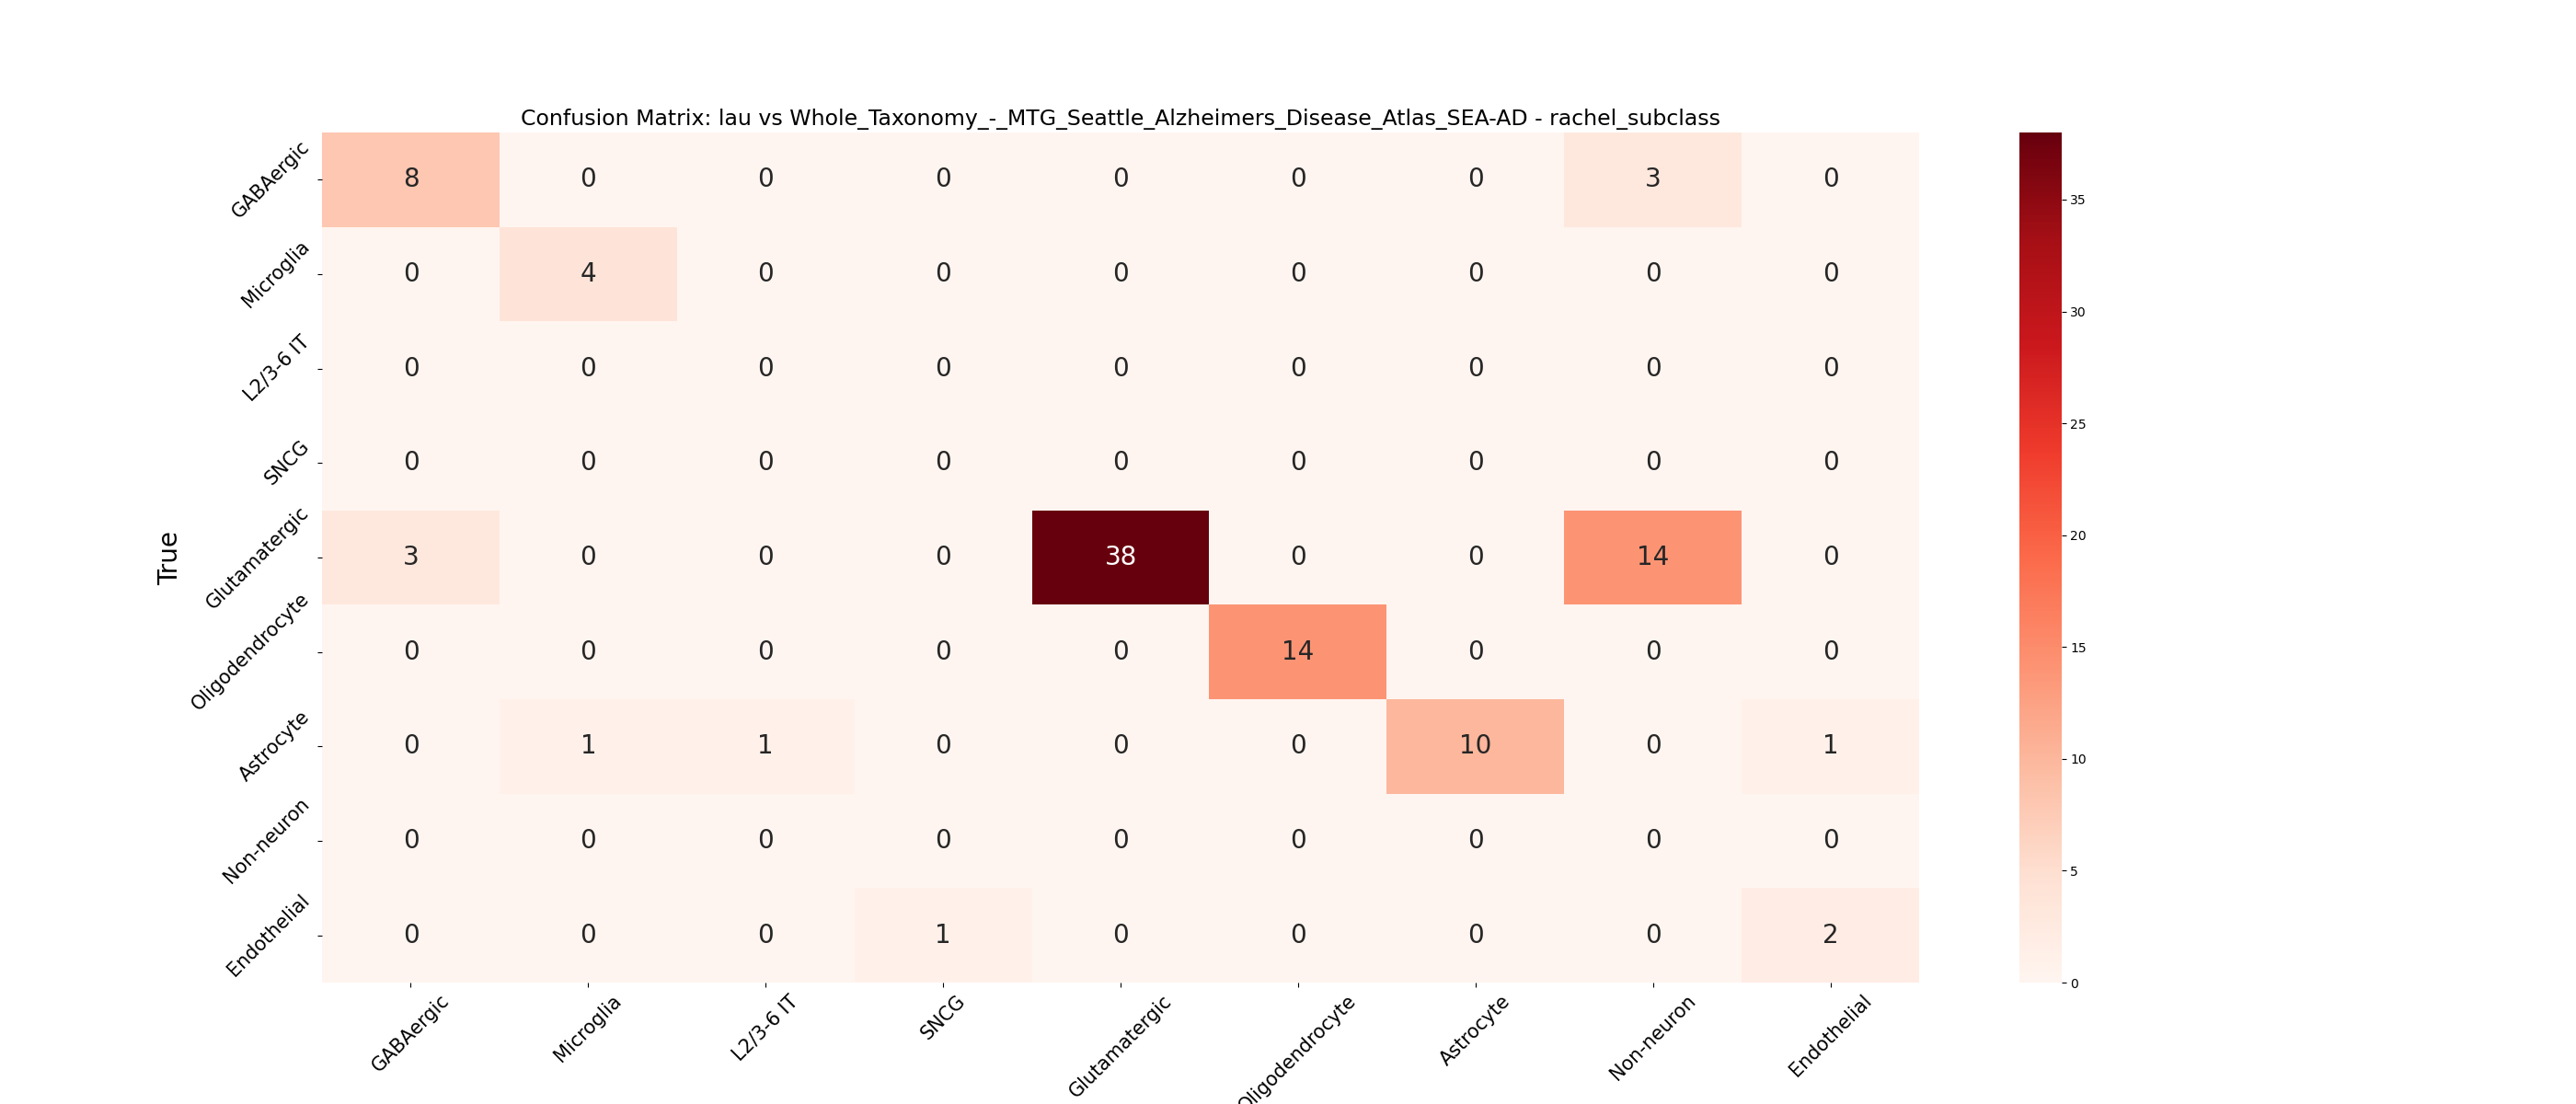 Confusion Matrix: lau vs Whole_Taxonomy_-_MTG_Seattle_Alzheimers_Disease_Atlas_SEA-AD - rachel_subclass
True
GABAergic 8 0 0 0 0 0 0 3 0
Microglia 0 4 0 0 0 0 0 0 0
L2/3-6 IT 0 0 0 0 0 0 0 0 0
SNCG 0 0 0 0 0 0 0 0 0
Glutamatergic 3 0 0 0 38 0 0 14 0
Oligodendrocyte 0 0 0 0 0 14 0 0 0
Astrocyte 0 1 1 0 0 0 10 0 1
Non-neuron 0 0 0 0 0 0 0 0 0
Endothelial 0 0 0 1 0 0 0 0 2
GABAergic Microglia L2/3-6 IT SNCG Glutamatergic Oligodendrocyte Astrocyte Non-neuron Endothelial
35
30
25
20
15
10
5
0